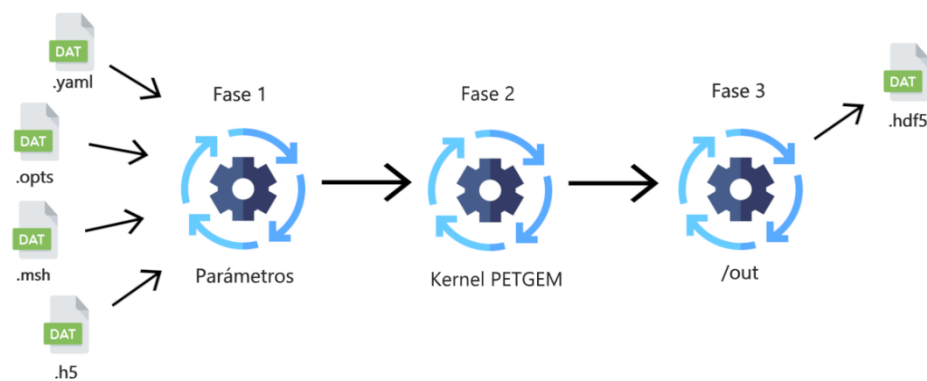 DAT
.yaml
DAT
.opts
DAT
.msh
DAT
.h5
Fase 1
Parámetros
Fase 2
Kernel PETGEM
Fase 3
/out
DAT
.hdf5